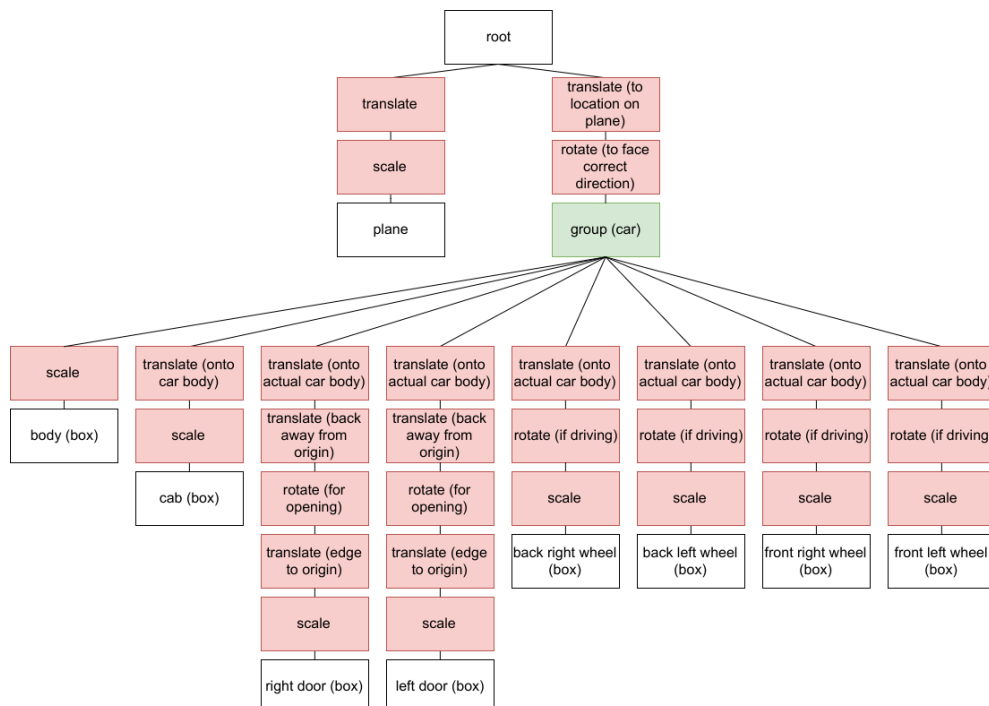 root
translate
translate (to
location on
plane)
scale
rotate (to face
correct
direction)
plane
group (car)
scale
translate (onto
car body)
translate (onto
actual car body)
translate (onto
actual car body)
translate (onto
actual car body)
translate (onto
actual car body)
translate (onto
actual car body)
translate (onto
actual car body)
body (box)
scale
translate (back
away from
origin)
translate (back
away from
origin)
rotate (if driving)
rotate (if driving)
rotate (if driving)
rotate (if driving)
cab (box)
rotate (for
opening)
rotate (for
opening)
scale
scale
scale
scale
translate (edge
to origin)
translate (edge
to origin)
back right wheel
(box)
back left wheel
(box)
front right wheel
(box)
front left wheel
(box)
scale
scale
right door (box)
left door (box)